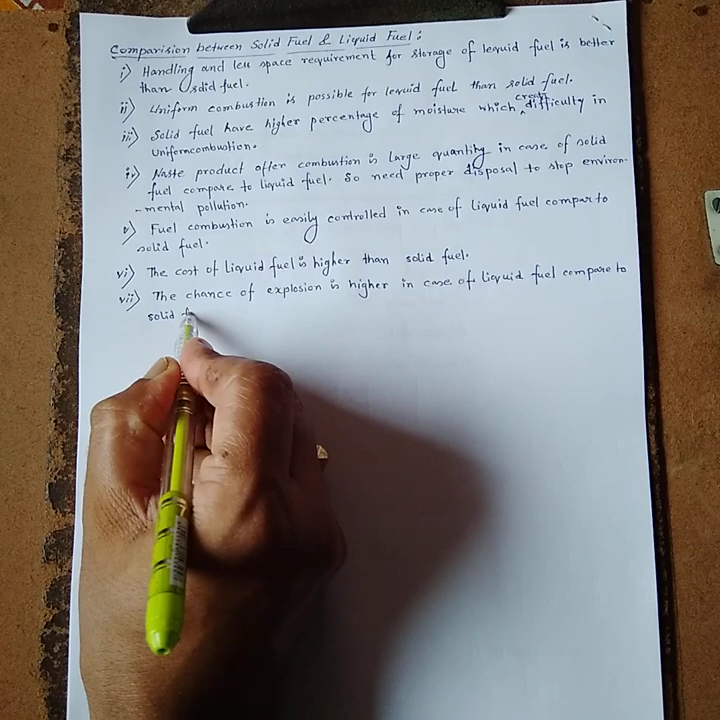 Comparision between Solid Fuel & Liquid Fuel :
i) Handling and less space requirement for storage of lequid fuel is better
than solid fuel.
ii) Uniform combustion is possible for lequid fuel than solid fuel.
iii) Solid fuel have higher percentage of moisture which create difficulty in
Uniform combustion.
iv) Waste product after combustion is Large quantity in case of solid
fuel compare to liquid fuel. So need proper disposal to stop environ-
-mental pollution.
v) Fuel combustion is easily controlled in case of liquid fuel compar to
solid fuel.
vi) The cost of liquid fuel is higher than solid fuel.
vii) The chance of explosion is higher in case of liquid fuel compare to
solid f